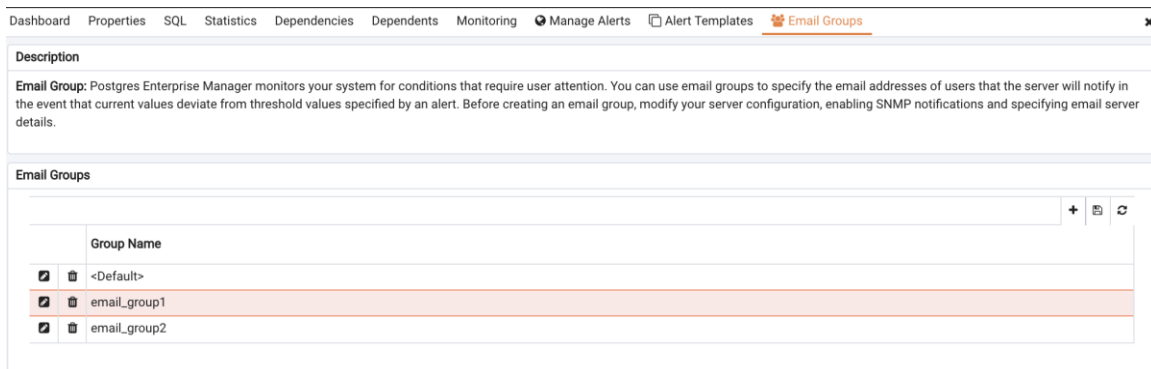 Dashboard Properties SQL Statistics Dependencies Dependents Monitoring Manage Alerts Alert Templates Email Groups
Description
Email Group: Postgres Enterprise Manager monitors your system for conditions that require user attention. You can use email groups to specify the email addresses of users that the server will notify in
the event that current values deviate from threshold values specified by an alert. Before creating an email group, modify your server configuration, enabling SNMP notifications and specifying email server
details.
Email Groups
Group Name
<Default>
email_group1
email_group2